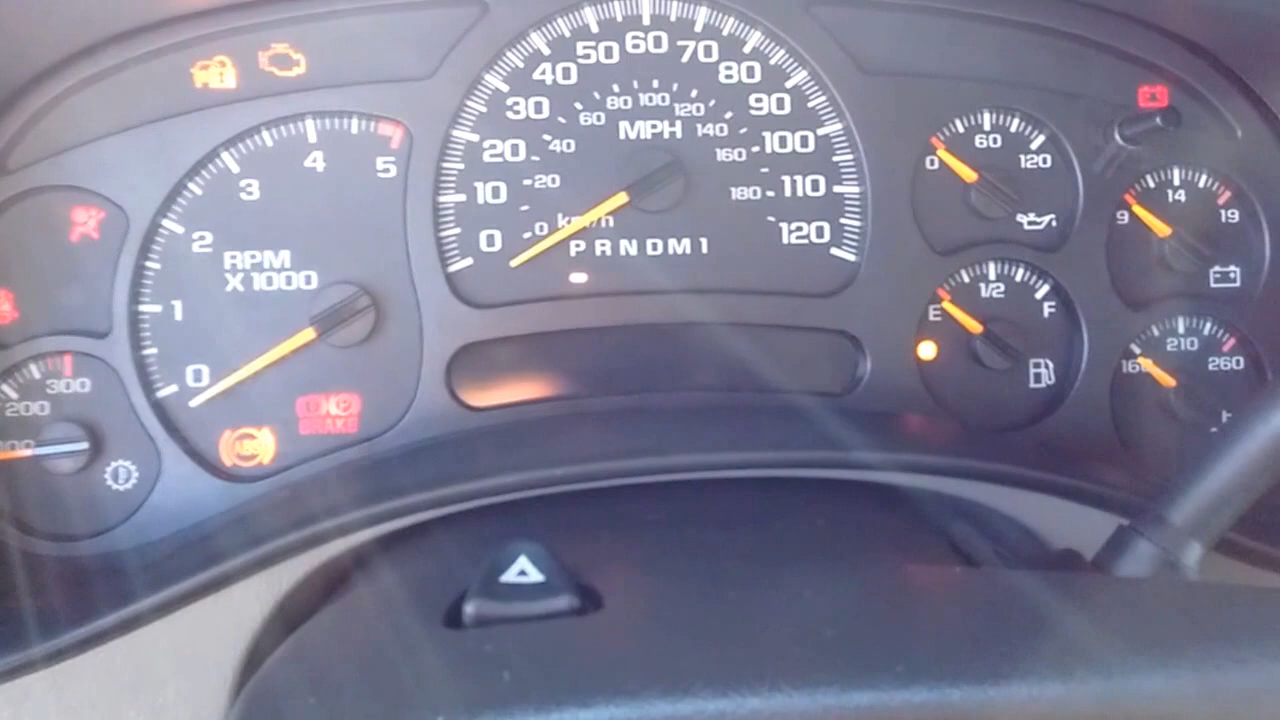 60
50 70
40 80
30 90
20 100
10 110
0 120
MPH
80 100 120
60 140
40 160
20 180
0 km/h
P R N D M 1
5
4
3
2
1
0
RPM
X 1000
ABS
BRAKE
300
200
0 60 120
9 14 19
E 1/2 F
210
260